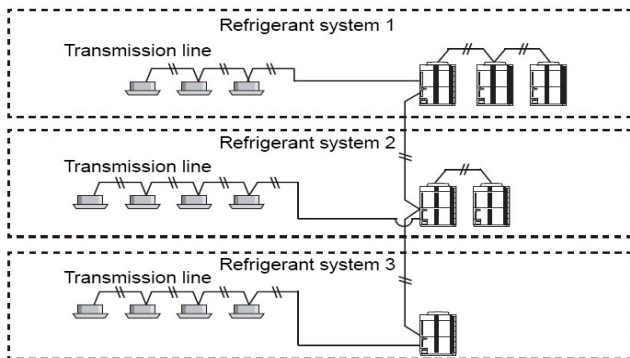 Refrigerant system 1
Transmission line
Refrigerant system 2
Transmission line
Refrigerant system 3
Transmission line